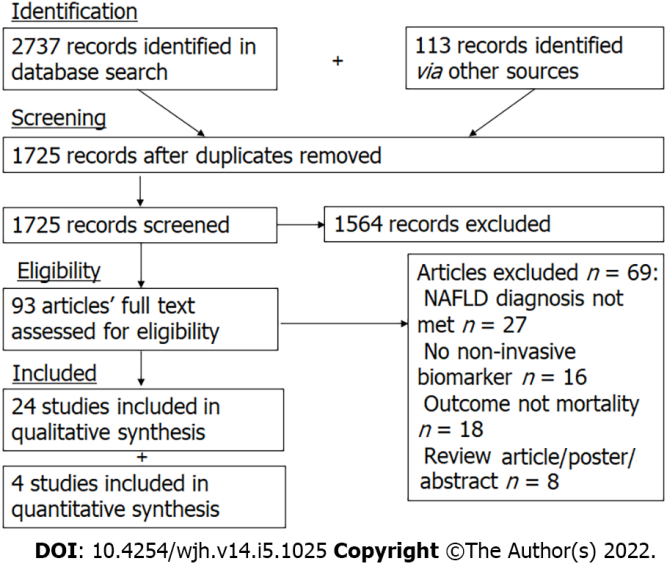 Identification
2737 records identified in
database search
+
113 records identified
via other sources
Screening
1725 records after duplicates removed
1725 records screened
1564 records excluded
Eligibility
93 articles' full text
assessed for eligibility
Articles excluded n = 69:
NAFLD diagnosis not
met n = 27
No non-invasive
biomarker n = 16
Outcome not mortality
n = 18
Review article/poster/
abstract n = 8
Included
24 studies included in
qualitative synthesis
+
4 studies included in
quantitative synthesis
DOI: 10.4254/wjh.v14.i5.1025 Copyright ©The Author(s) 2022.